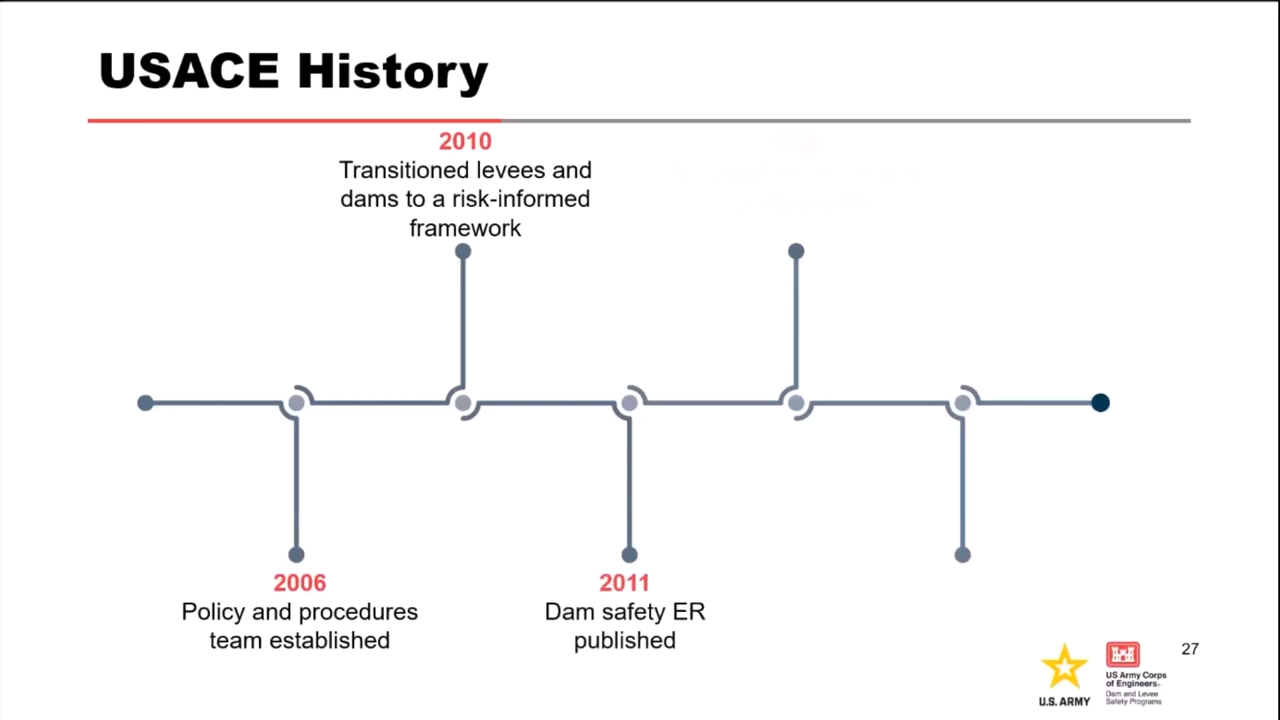 USACE History
2010
Transitioned levees and
dams to a risk-informed
framework
2006
Policy and procedures
team established
2011
Dam safety ER
published
27
U.S. ARMY
US Army Corps
of Engineers
Dam and Levee
Safety Programs